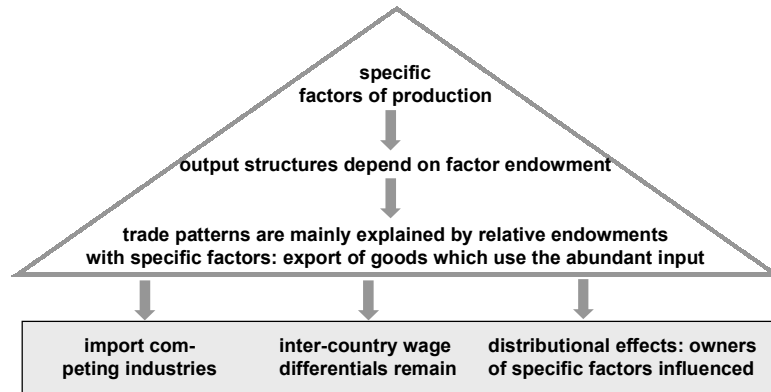 specific
factors of production
output structures depend on factor endowment
trade patterns are mainly explained by relative endowments
with specific factors: export of goods which use the abundant input
import com-
peting industries
inter-country wage
differentials remain
distributional effects: owners
of specific factors influenced